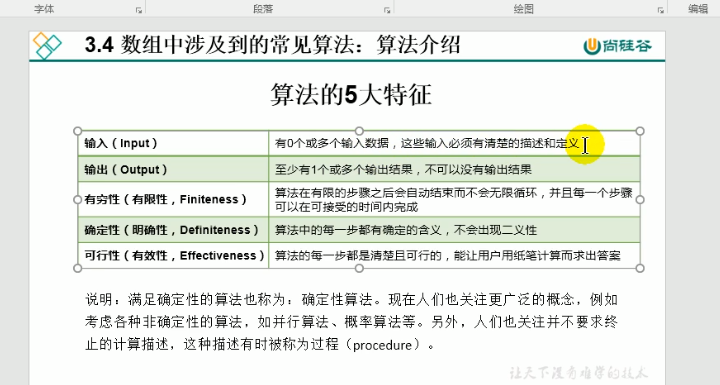 字体 段落 绘图 编辑
3.4 数组中涉及到的常见算法：算法介绍 尚硅谷
算法的5大特征
输入（Input） 有0个或多个输入数据，这些输入必须有清楚的描述和定义
输出（Output） 至少有1个或多个输出结果，不可以没有输出结果
有穷性（有限性，Finiteness） 算法在有限的步骤之后会自动结束而不会无限循环，并且每一个步骤
可以在可接受的时间内完成
确定性（明确性，Definiteness） 算法中的每一步都有确定的含义，不会出现二义性
可行性（有效性，Effectiveness） 算法的每一步都是清楚且可行的，能让用户用纸笔计算而求出答案
说明：满足确定性的算法也称为：确定性算法。现在人们也关注更广泛的概念，例如
考虑各种非确定性的算法，如并行算法、概率算法等。另外，人们也关注并不要求终
止的计算描述，这种描述有时被称为过程（procedure）。
让天下没有难学的技术